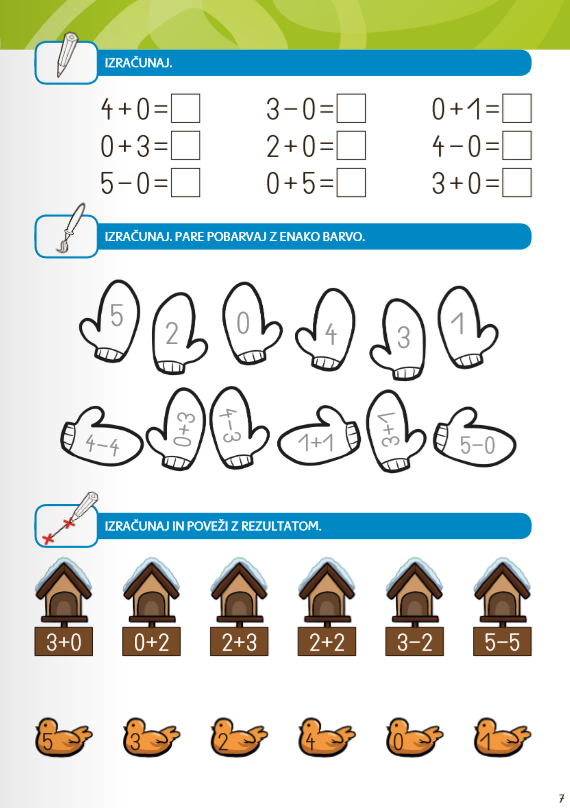 IZRAČUNAJ.
4+0= 3-0= 0+1=
0+3= 2+0= 4-0=
5-0= 0+5= 3+0=
IZRAČUNAJ. PARE POBARVAJ Z ENAKO BARVO.
5 2 0 4 3 1
4-4 0+3 4-3 1+1 3+1 5-0
IZRAČUNAJ IN POVEŽI Z REZULTATOM.
3+0 0+2 2+3 2+2 3-2 5-5
5 3 2 4 0 1
7